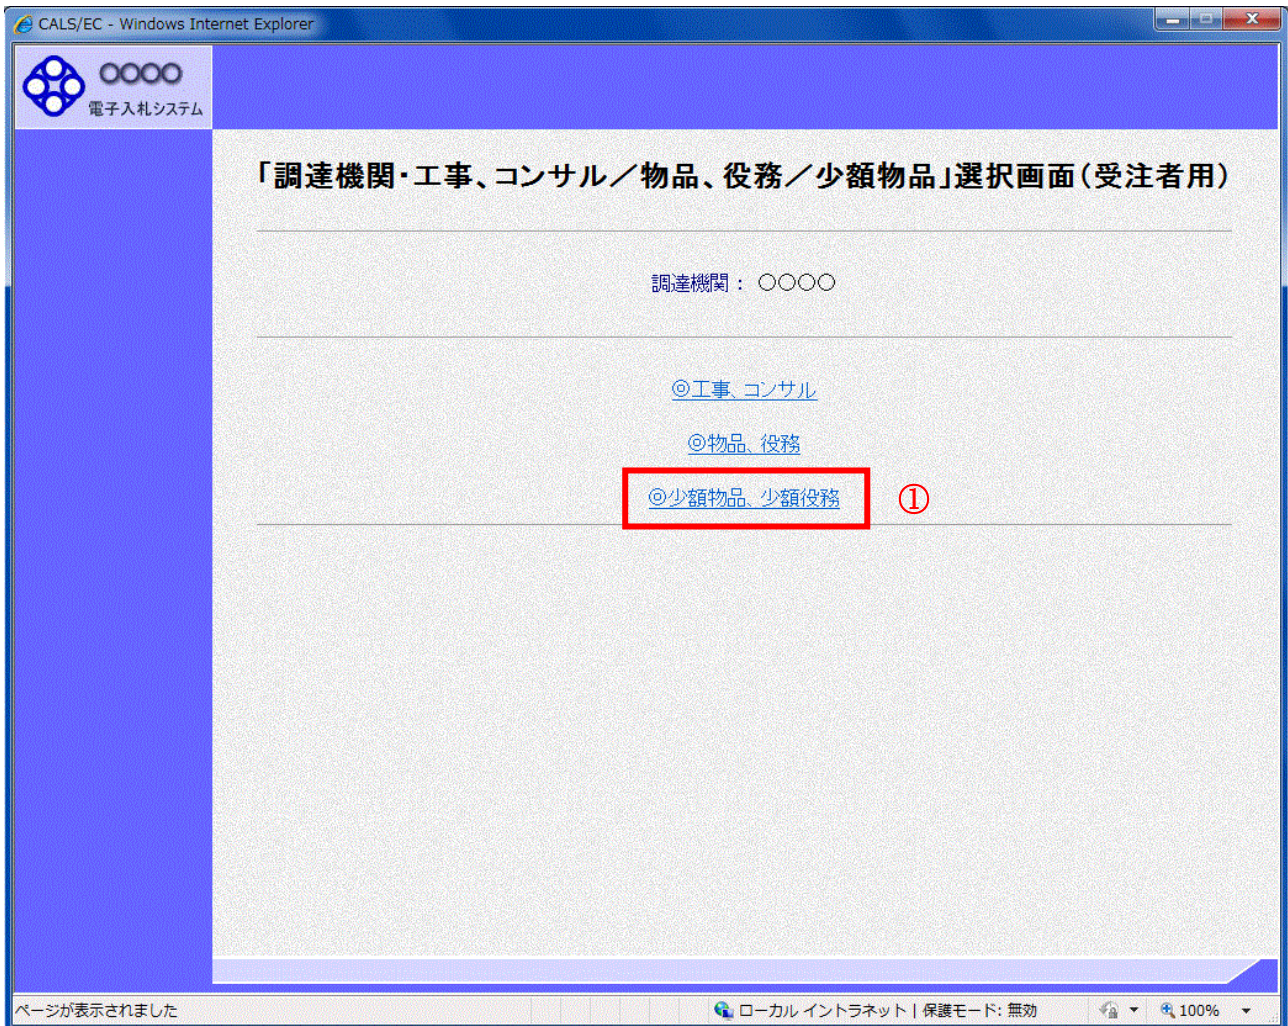 CALS/EC - Windows Internet Explorer
○○○○
電子入札システム
「調達機関・工事、コンサル／物品、役務／少額物品」選択画面(受注者用)
調達機関： ○○○○
◎工事、コンサル
◎物品、役務
◎少額物品、少額役務 ①
ページが表示されました ローカル イントラネット | 保護モード: 無効 100%